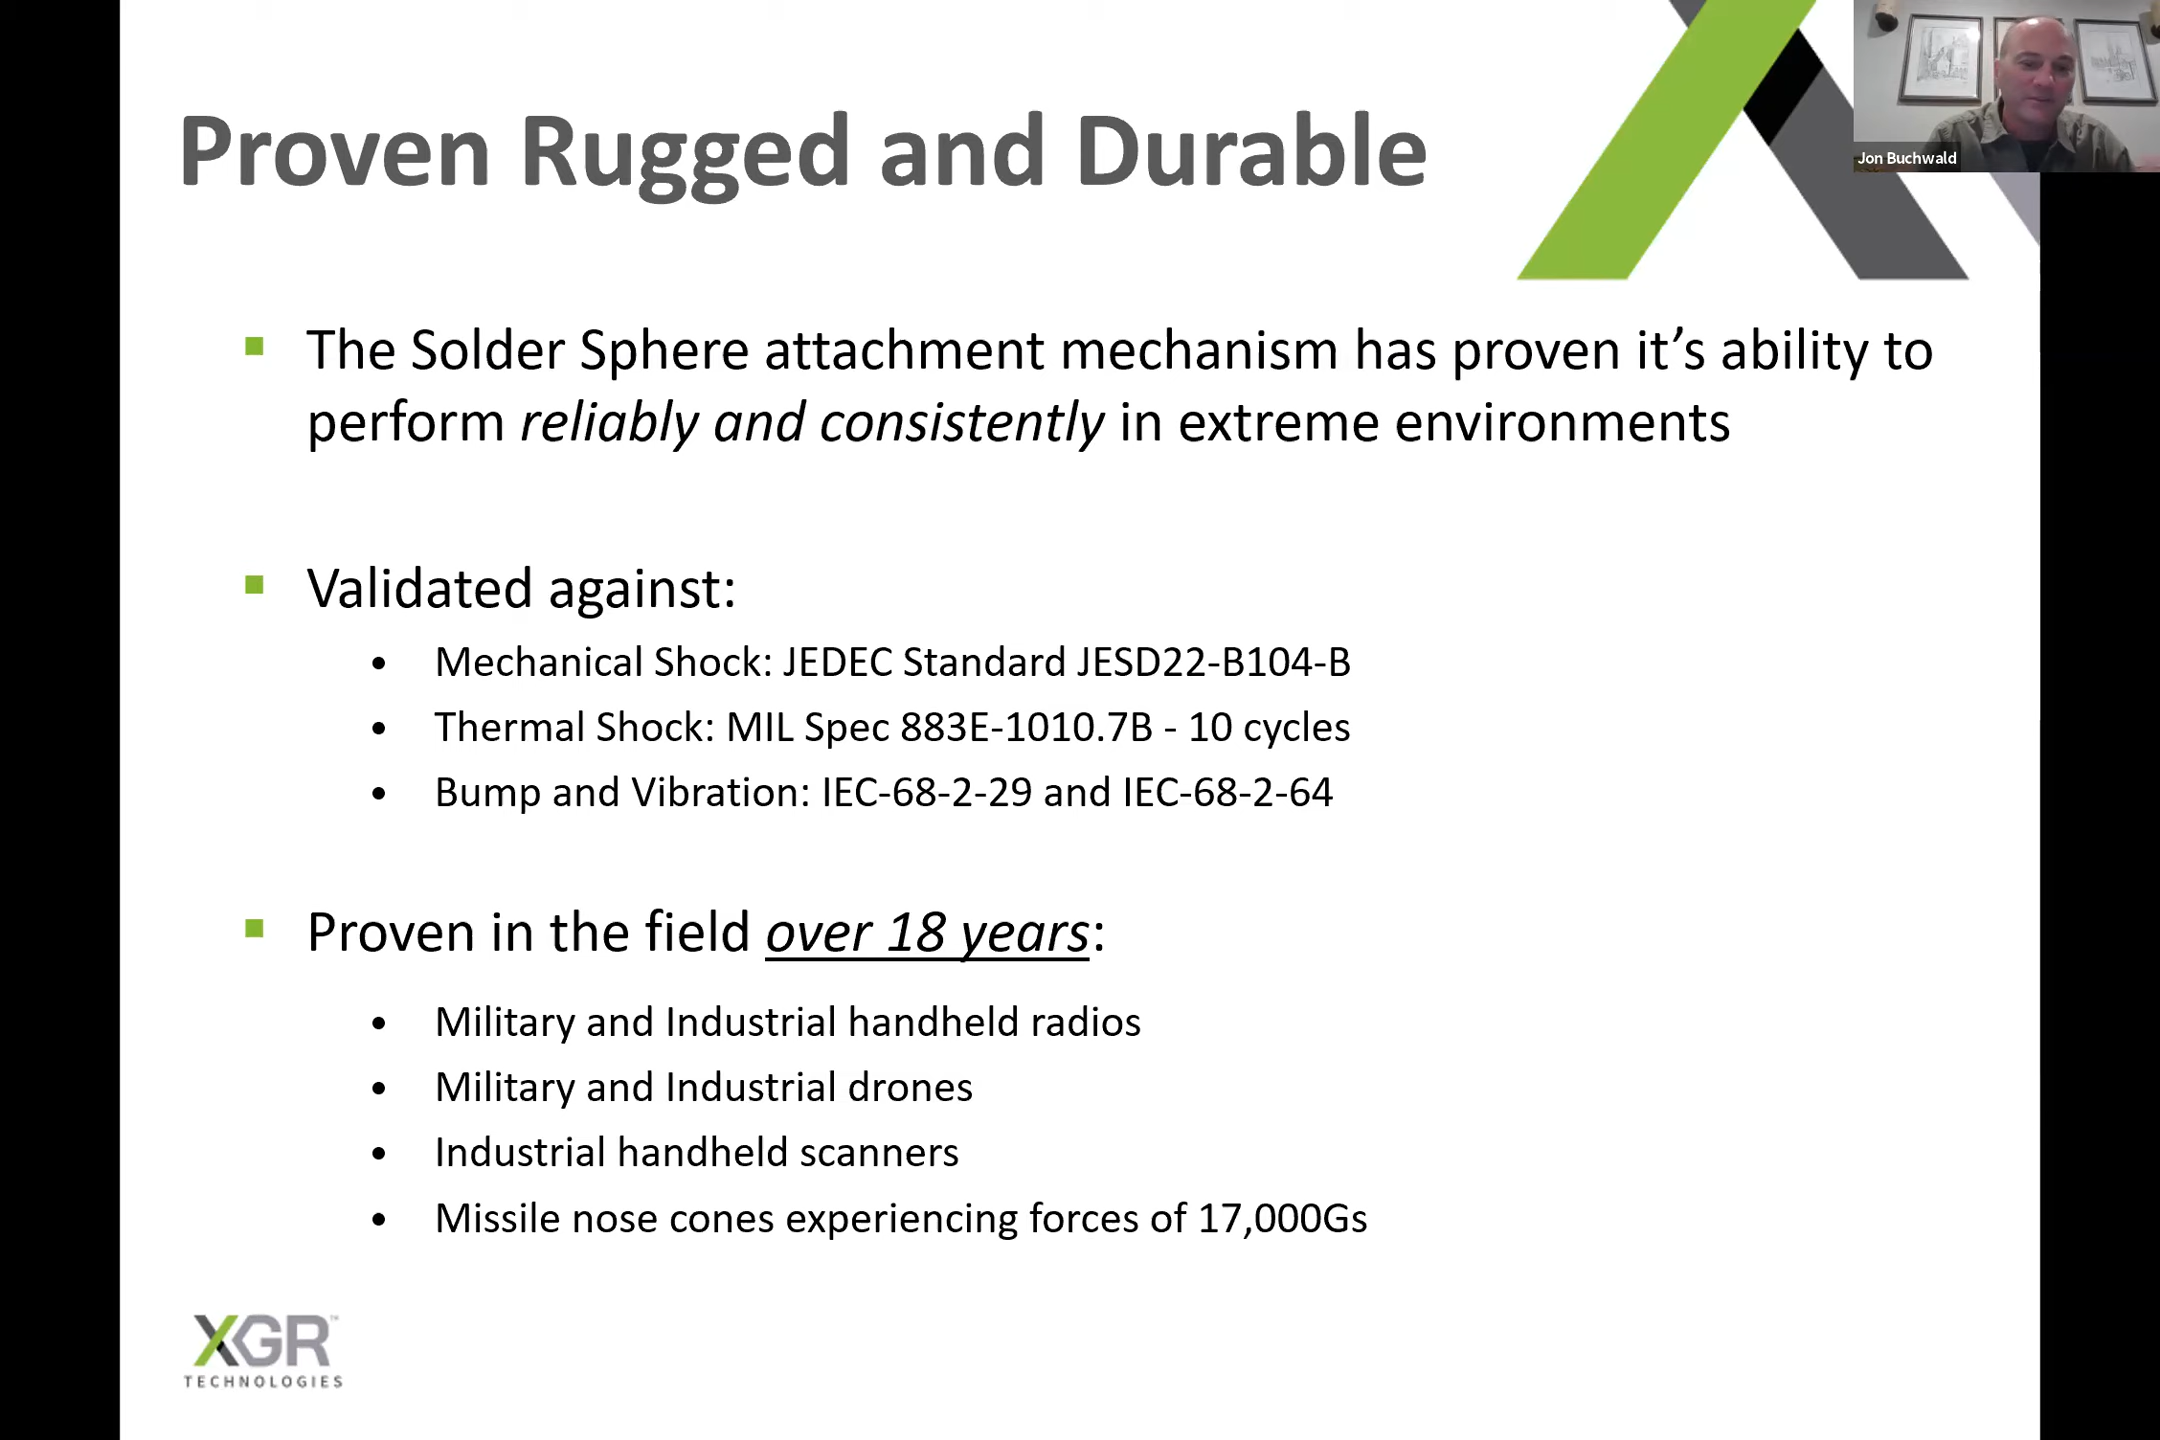 Jon Buchwald
Proven Rugged and Durable
▪ The Solder Sphere attachment mechanism has proven it’s ability to
perform reliably and consistently in extreme environments
▪ Validated against:
• Mechanical Shock: JEDEC Standard JESD22-B104-B
• Thermal Shock: MIL Spec 883E-1010.7B - 10 cycles
• Bump and Vibration: IEC-68-2-29 and IEC-68-2-64
▪ Proven in the field over 18 years:
• Military and Industrial handheld radios
• Military and Industrial drones
• Industrial handheld scanners
• Missile nose cones experiencing forces of 17,000Gs
XGR™
TECHNOLOGIES